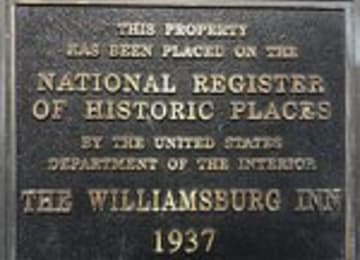 THIS PROPERTY
HAS BEEN PLACED ON THE
NATIONAL REGISTER
OF HISTORIC PLACES
BY THE UNITED STATES
DEPARTMENT OF THE INTERIOR
THE WILLIAMSBURG INN
1937